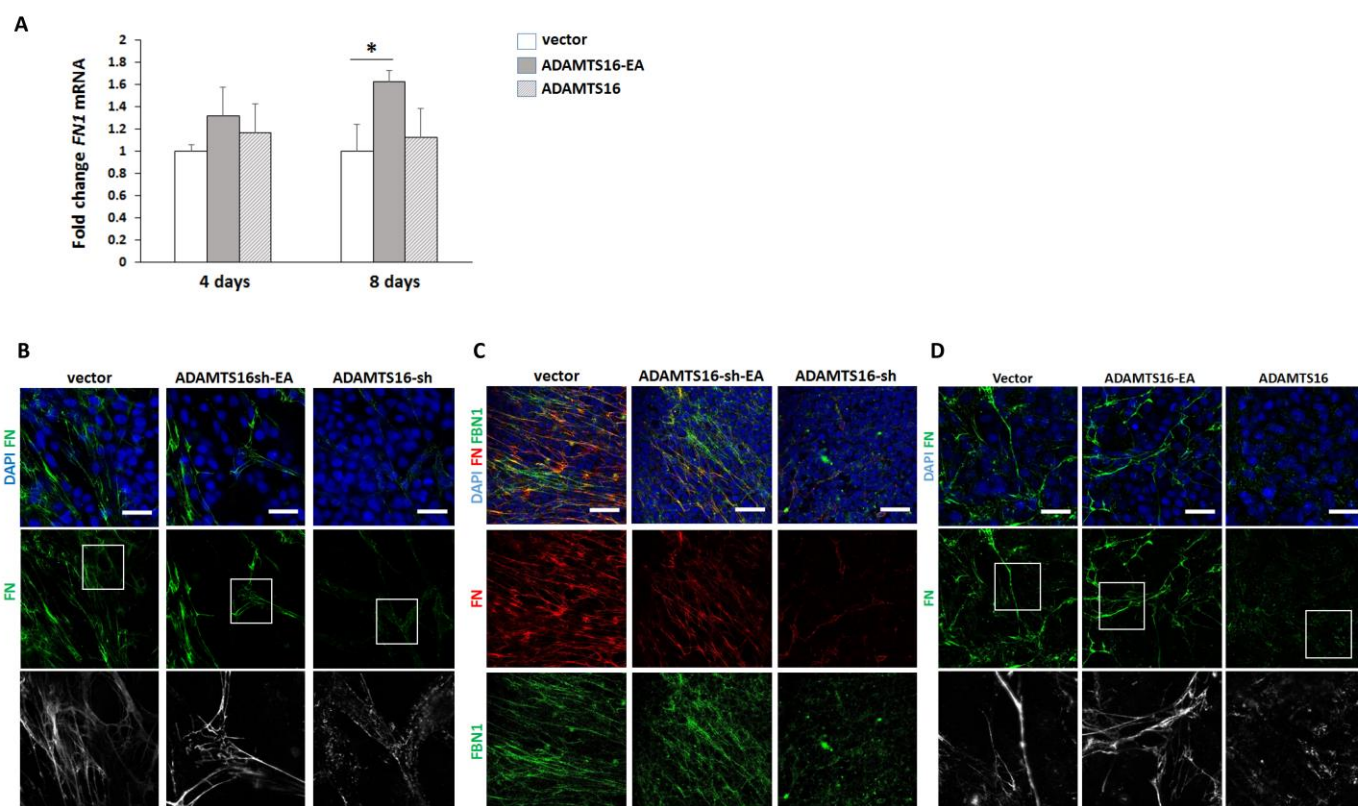 A
Fold change FN1 mRNA
2
1.8
1.6
1.4
1.2
1
0.8
0.6
0.4
0.2
0
*
4 days
8 days
vector
ADAMTS16-EA
ADAMTS16
B
vector
ADAMTS16sh-EA
ADAMTS16-sh
DAPI FN
FN
C
vector
ADAMTS16-sh-EA
ADAMTS16-sh
DAPI FN FBN1
FN
FBN1
D
Vector
ADAMTS16-EA
ADAMTS16
DAPI FN
FN